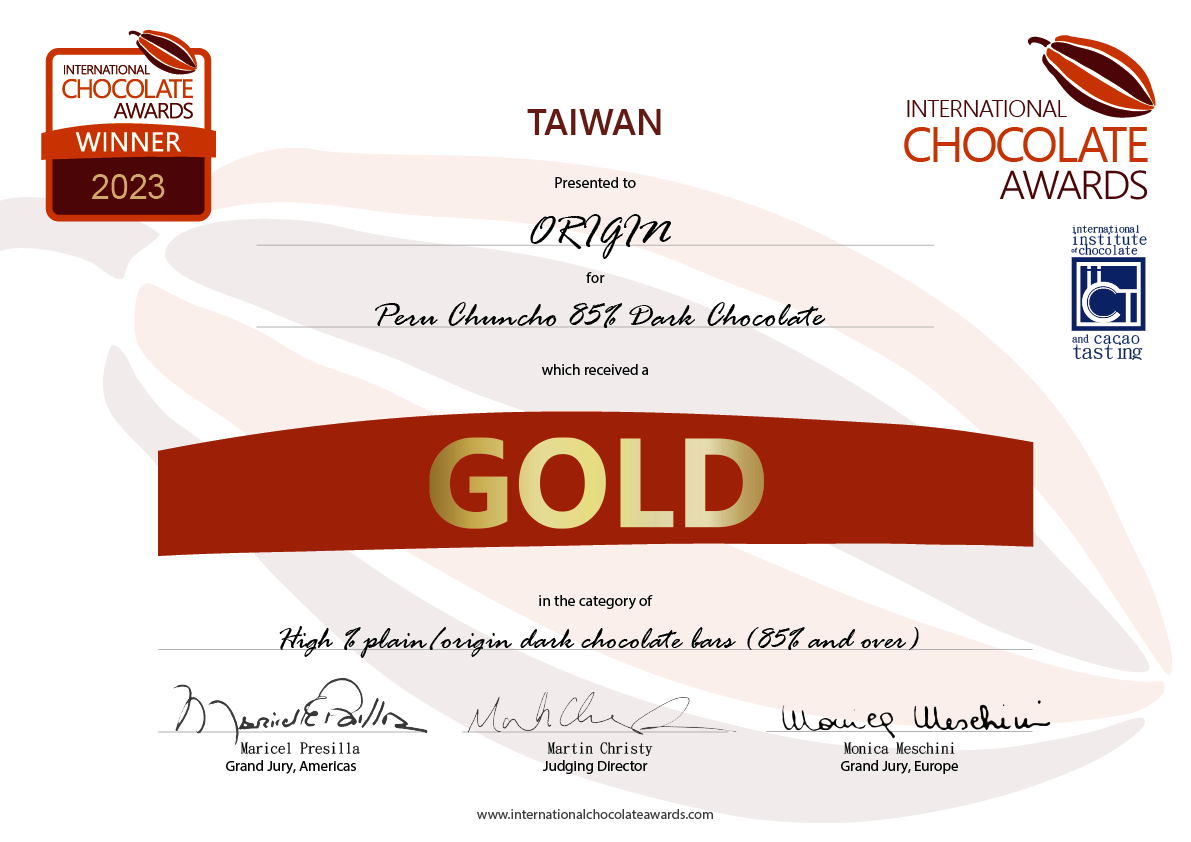 INTERNATIONAL
CHOCOLATE
AWARDS
WINNER
2023
INTERNATIONAL
CHOCOLATE
AWARDS
TAIWAN
Presented to
ORIGIN
international
institute
of chocolate
iiCCT
and cacao
tasting
for
Peru Chuncho 85% Dark Chocolate
which received a
GOLD
in the category of
High % plain/origin dark chocolate bars (85% and over)
Maricel Presilla
Grand Jury, Americas
Martin Christy
Judging Director
Monica Meschini
Grand Jury, Europe
www.internationalchocolateawards.com